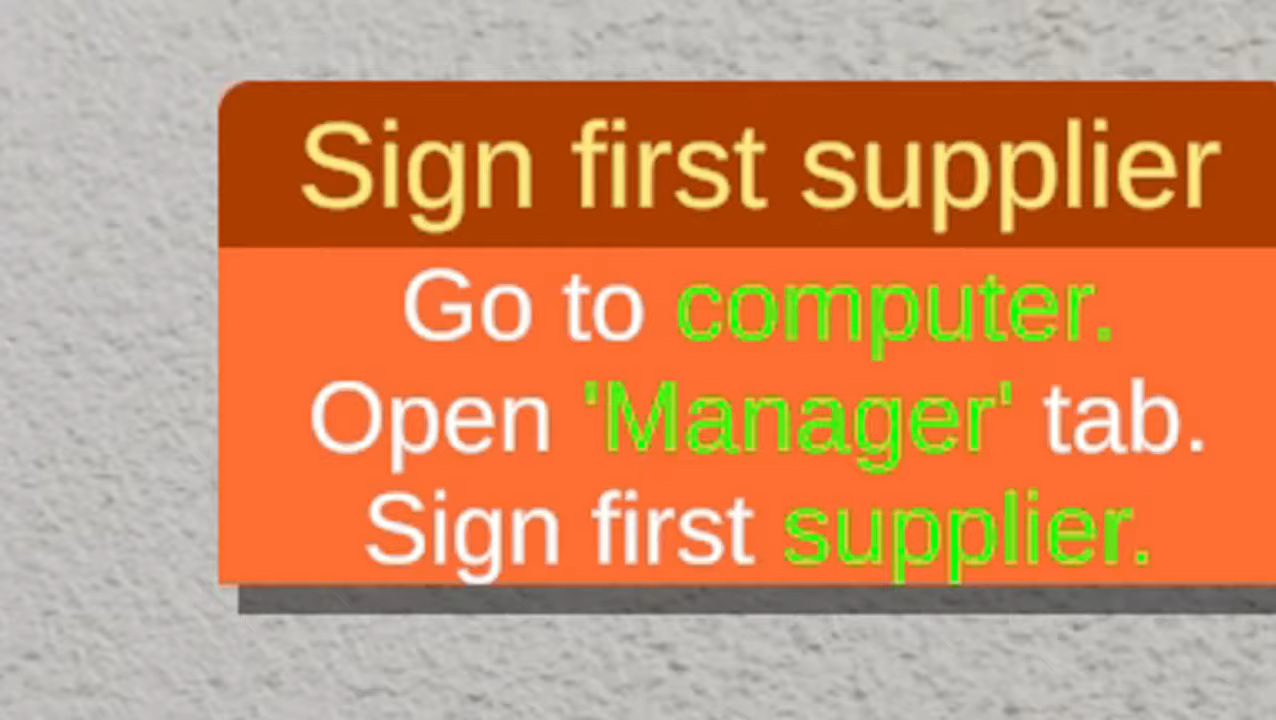 Sign first supplier
Go to computer.
Open 'Manager' tab.
Sign first supplier.